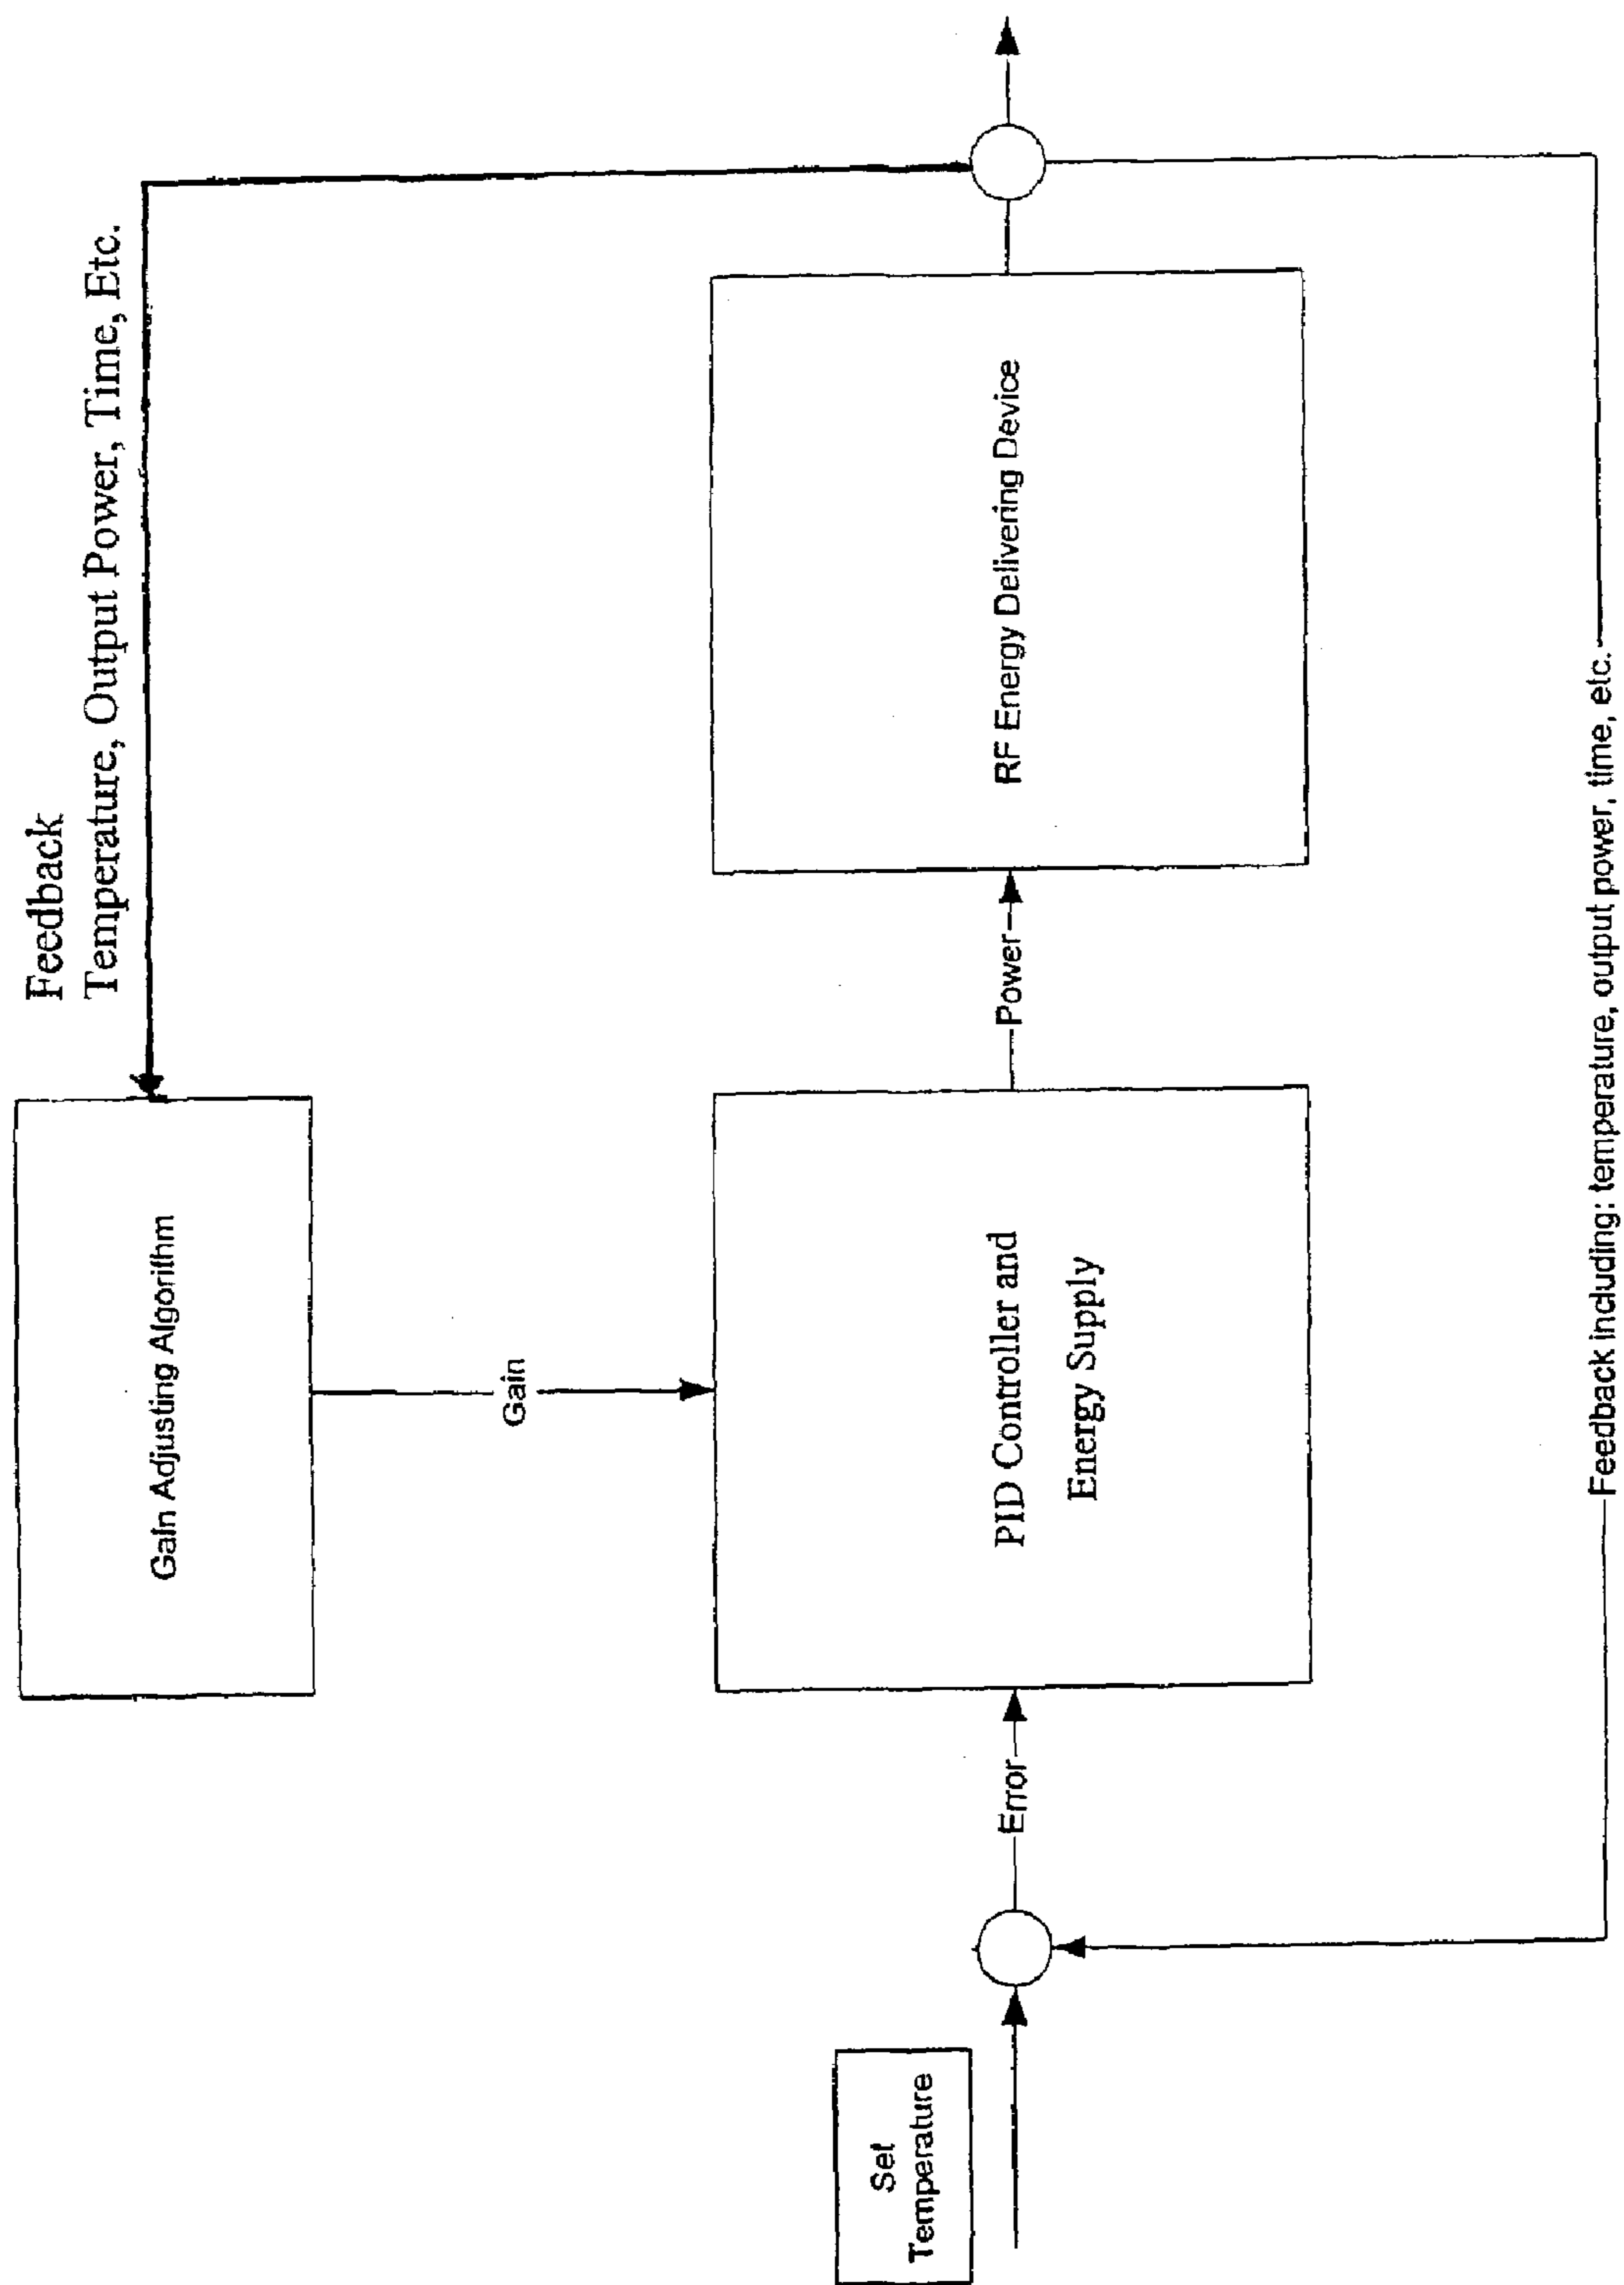 Feedback
Temperature, Output Power, Time, Etc.
Gain Adjusting Algorithm
Gain
Set
Temperature
Error
PID Controller and
Energy Supply
Power
RF Energy Delivering Device
Feedback including: temperature, output power, time, etc.